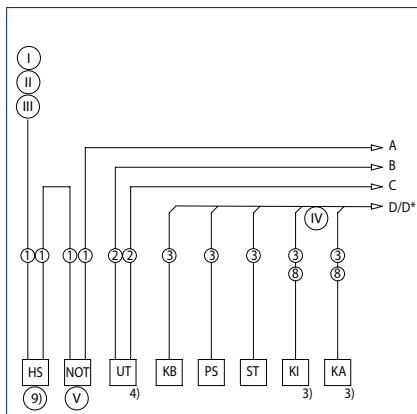 I
II
III
A
B
C
D/D*
IV
1 1 1 1 2 2 3 3 3 3 3
8 8
HS NOT UT KB PS ST KI KA
9) V 4) 3) 3)